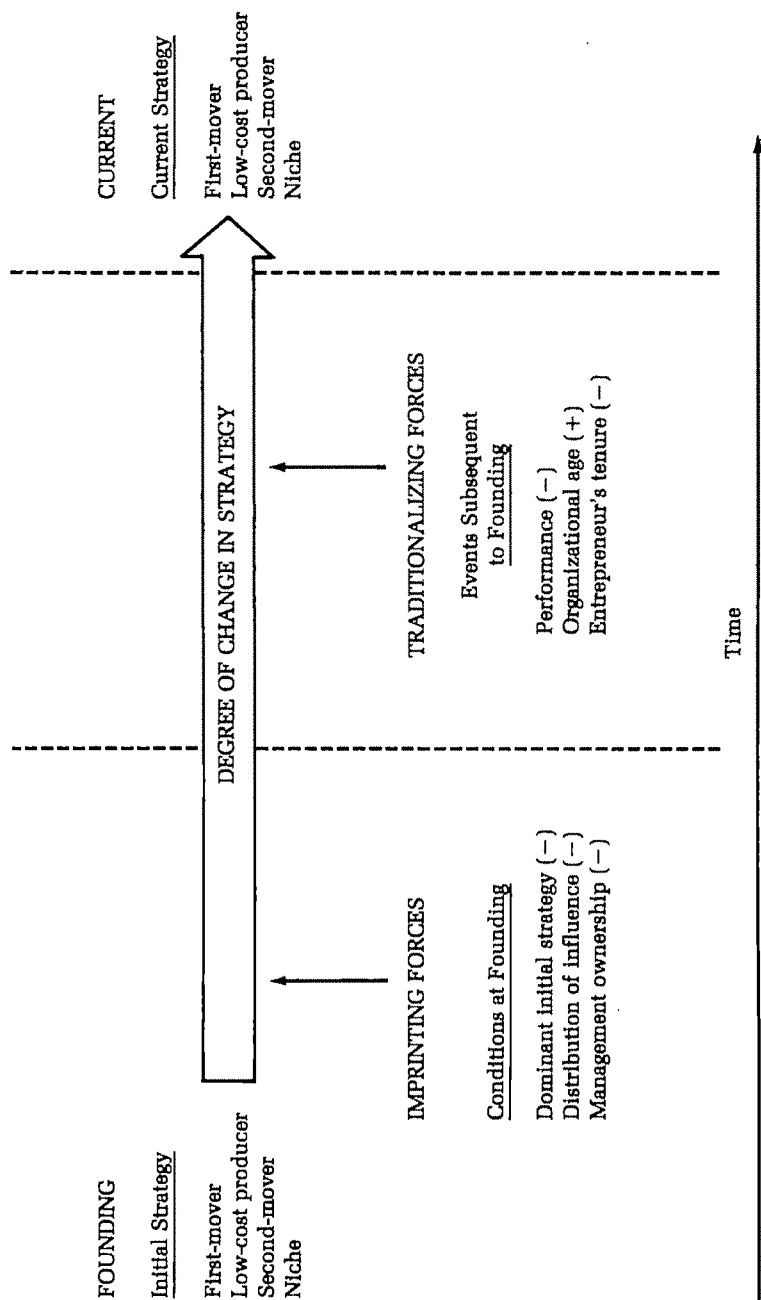 FOUNDING
Initial Strategy
First-mover
Low-cost producer
Second-mover
Niche
DEGREE OF CHANGE IN STRATEGY
CURRENT
Current Strategy
First-mover
Low-cost producer
Second-mover
Niche
IMPRINTING FORCES
Conditions at Founding
Dominant initial strategy (−)
Distribution of influence (−)
Management ownership (−)
TRADITIONALIZING FORCES
Events Subsequent
to Founding
Performance (−)
Organizational age (+)
Entrepreneur's tenure (−)
Time